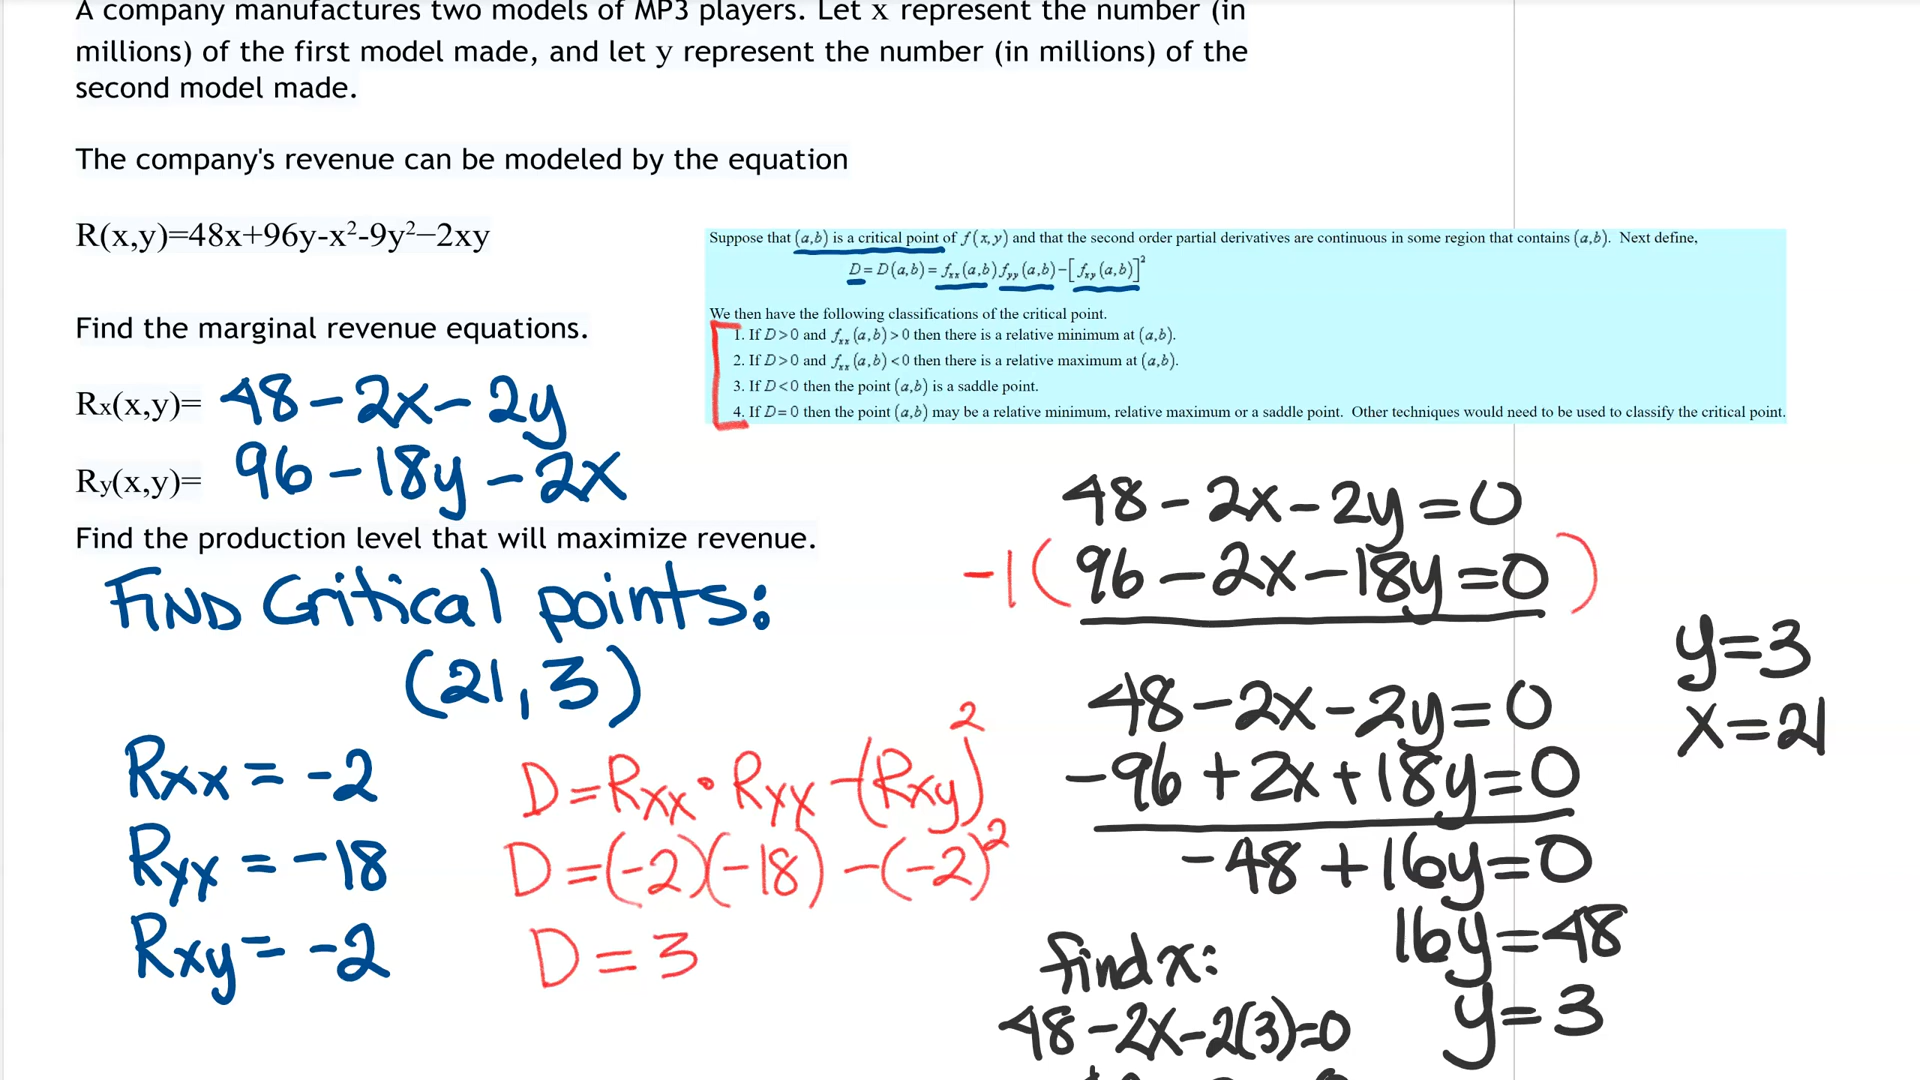 A company manufactures two models of MP3 players. Let x represent the number (in
millions) of the first model made, and let y represent the number (in millions) of the
second model made.
The company's revenue can be modeled by the equation
R(x,y)=48x+96y-x²-9y²−2xy
Suppose that (a,b) is a critical point of f(x,y) and that the second order partial derivatives are continuous in some region that contains (a,b). Next define,
D = D(a,b) = fₓₓ(a,b) f_yy(a,b) − [f_xy(a,b)]²
We then have the following classifications of the critical point.
1. If D > 0 and fₓₓ(a,b) > 0 then there is a relative minimum at (a,b).
2. If D > 0 and fₓₓ(a,b) < 0 then there is a relative maximum at (a,b).
3. If D < 0 then the point (a,b) is a saddle point.
4. If D = 0 then the point (a,b) may be a relative minimum, relative maximum or a saddle point. Other techniques would need to be used to classify the critical point.
Find the marginal revenue equations.
Rx(x,y)= 48-2x-2y
Ry(x,y)= 96-18y-2x
Find the production level that will maximize revenue.
FIND Critical points:
(21,3)
Rxx = -2
Ryx = -18
Rxy = -2
D=Rxx·Ryx-(Rxy)²
D=(-2)(-18)-(-2)²
D=3
48-2x-2y=0
-1(96-2x-18y=0)
48-2x-2y=0
-96+2x+18y=0
-48+16y=0
16y=48
y=3
find x:
48-2x-2(3)=0
y=3
x=21